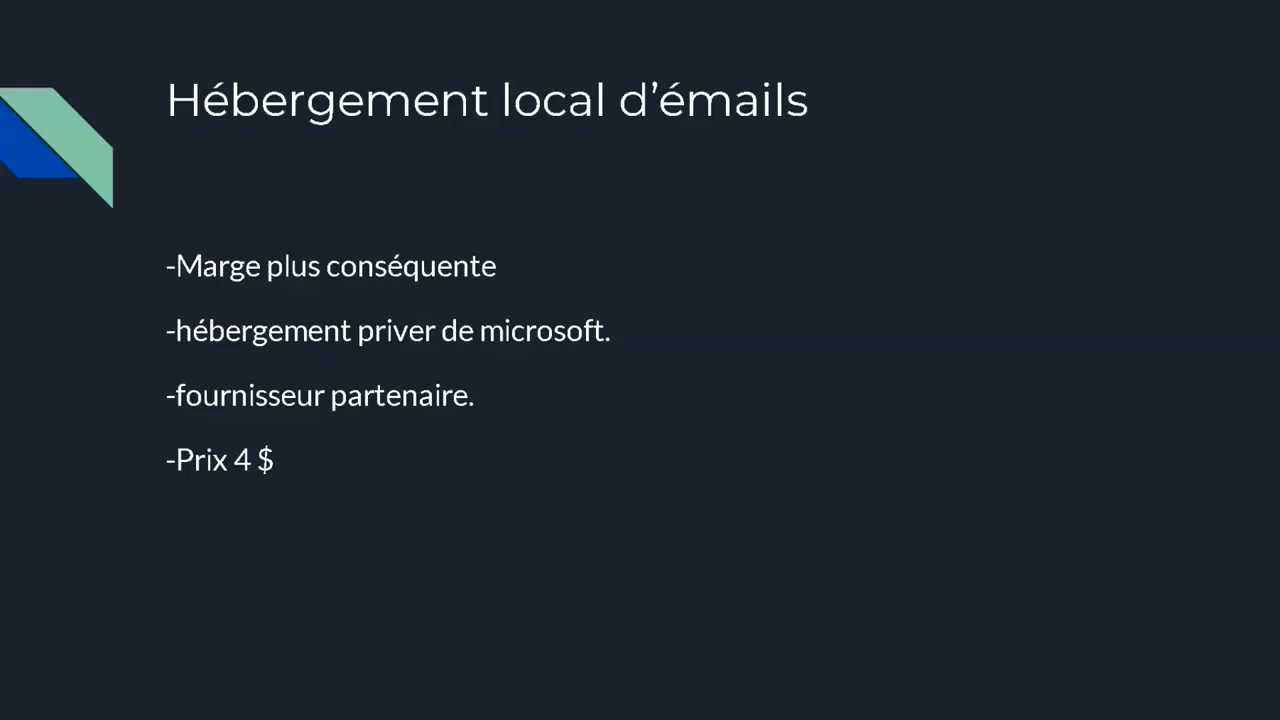 Hébergement local d’émails
-Marge plus conséquente
-hébergement priver de microsoft.
-fournisseur partenaire.
-Prix 4 $